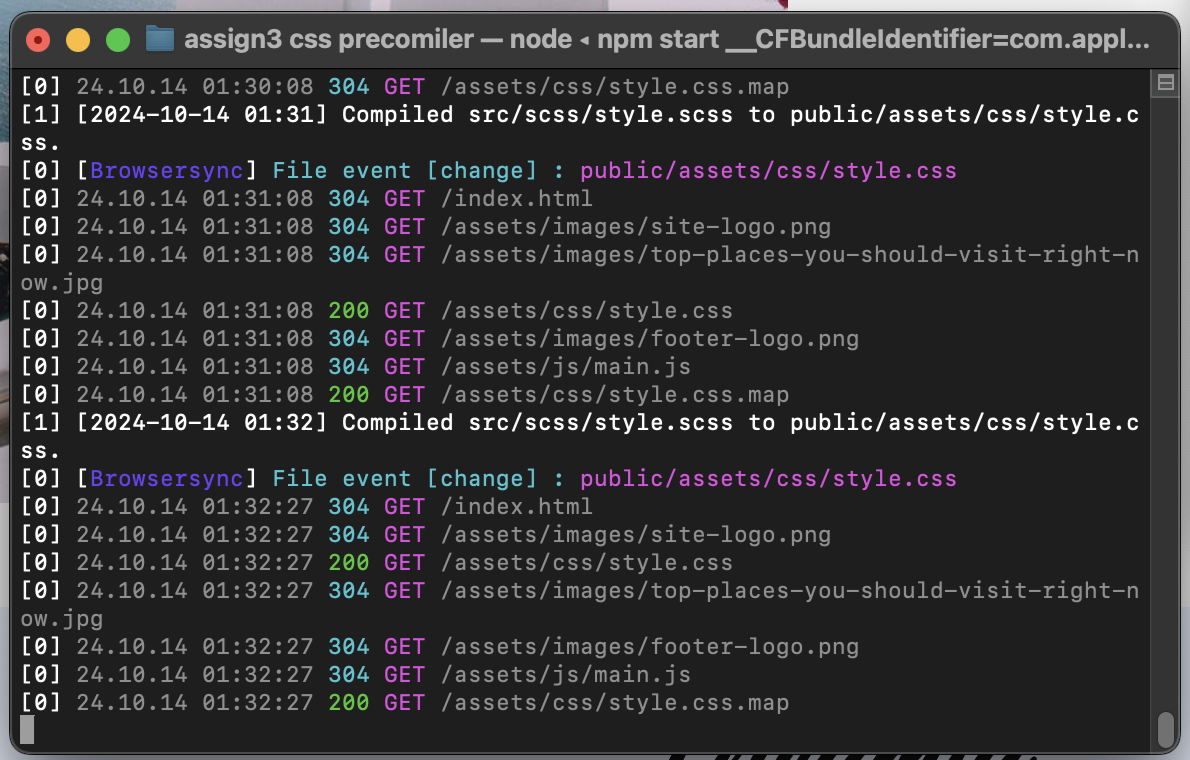 assign3 css precomiler — node ◂ npm start __CFBundleIdentifier=com.appl...
[0] 24.10.14 01:30:08 304 GET /assets/css/style.css.map
[1] [2024-10-14 01:31] Compiled src/scss/style.scss to public/assets/css/style.c
ss.
[0] [Browsersync] File event [change] : public/assets/css/style.css
[0] 24.10.14 01:31:08 304 GET /index.html
[0] 24.10.14 01:31:08 304 GET /assets/images/site-logo.png
[0] 24.10.14 01:31:08 304 GET /assets/images/top-places-you-should-visit-right-n
ow.jpg
[0] 24.10.14 01:31:08 200 GET /assets/css/style.css
[0] 24.10.14 01:31:08 304 GET /assets/images/footer-logo.png
[0] 24.10.14 01:31:08 304 GET /assets/js/main.js
[0] 24.10.14 01:31:08 200 GET /assets/css/style.css.map
[1] [2024-10-14 01:32] Compiled src/scss/style.scss to public/assets/css/style.c
ss.
[0] [Browsersync] File event [change] : public/assets/css/style.css
[0] 24.10.14 01:32:27 304 GET /index.html
[0] 24.10.14 01:32:27 304 GET /assets/images/site-logo.png
[0] 24.10.14 01:32:27 200 GET /assets/css/style.css
[0] 24.10.14 01:32:27 304 GET /assets/images/top-places-you-should-visit-right-n
ow.jpg
[0] 24.10.14 01:32:27 304 GET /assets/images/footer-logo.png
[0] 24.10.14 01:32:27 304 GET /assets/js/main.js
[0] 24.10.14 01:32:27 200 GET /assets/css/style.css.map